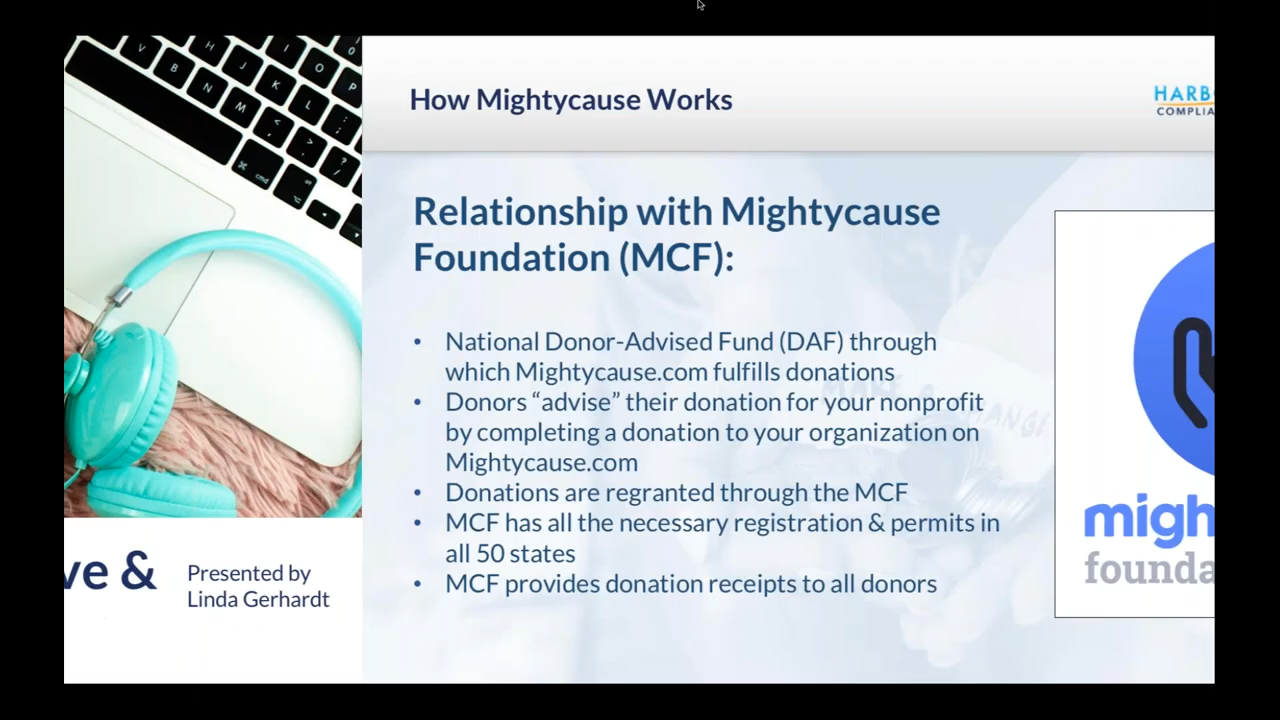 How Mightycause Works
HARB
COMPLIA
Relationship with Mightycause
Foundation (MCF):
• National Donor-Advised Fund (DAF) through
which Mightycause.com fulfills donations
• Donors “advise” their donation for your nonprofit
by completing a donation to your organization on
Mightycause.com
• Donations are regranted through the MCF
• MCF has all the necessary registration & permits in
all 50 states
• MCF provides donation receipts to all donors
migh
founda
ve &
Presented by
Linda Gerhardt
V
H
I
B
J
O
N
K
P
M
L
cmd
MAKE A CHANGE